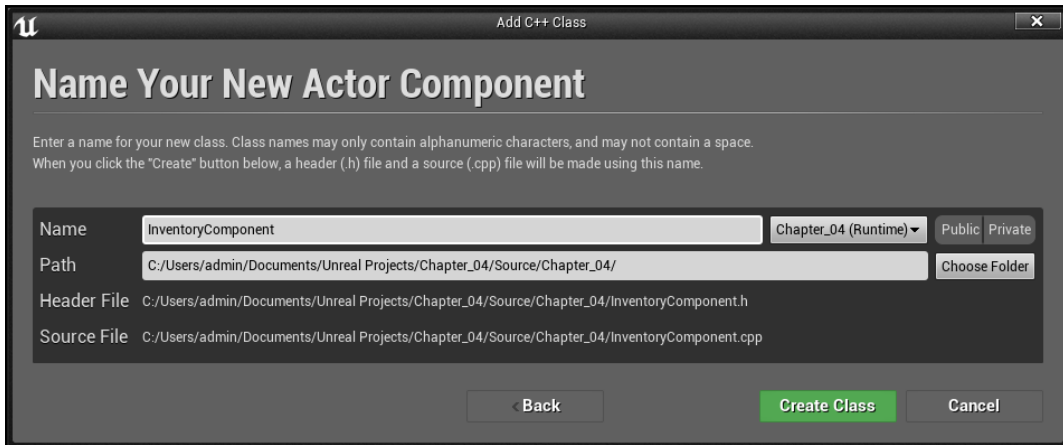 Add C++ Class
Name Your New Actor Component
Enter a name for your new class. Class names may only contain alphanumeric characters, and may not contain a space.
When you click the "Create" button below, a header (.h) file and a source (.cpp) file will be made using this name.
Name InventoryComponent Chapter_04 (Runtime) Public Private
Path C:/Users/admin/Documents/Unreal Projects/Chapter_04/Source/Chapter_04/ Choose Folder
Header File C:/Users/admin/Documents/Unreal Projects/Chapter_04/Source/Chapter_04/InventoryComponent.h
Source File C:/Users/admin/Documents/Unreal Projects/Chapter_04/Source/Chapter_04/InventoryComponent.cpp
Back Create Class Cancel